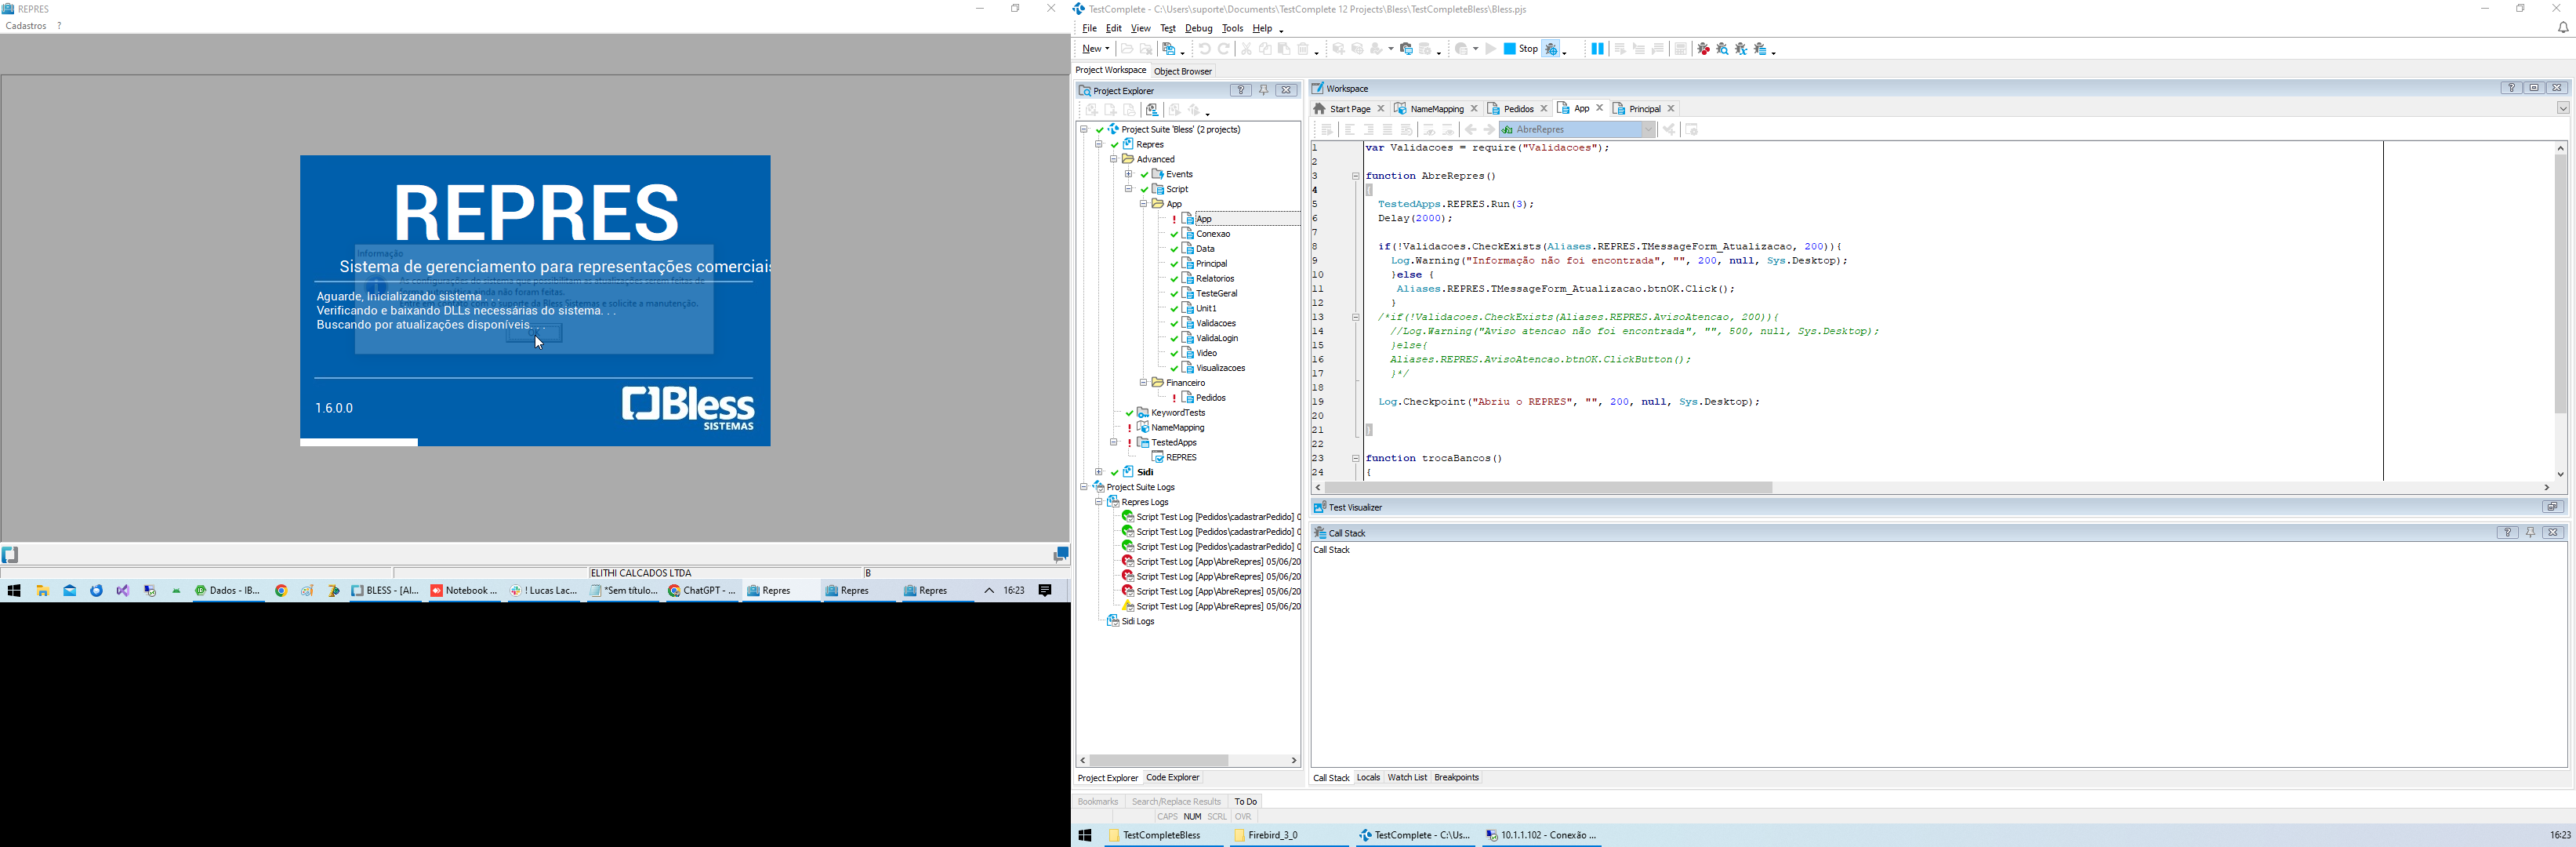 REPRES
Cadastros ?
REPRES
Informação
Sistema de gerenciamento para representações comerciais
Aguarde, Inicializando sistema . . .
Verificando e baixando DLLs necessárias do sistema. . .
Buscando por atualizações disponíveis. . .
1.6.0.0
Bless
SISTEMAS
ELITHI CALCADOS LTDA
B
Dados - IB...
BLESS - [Al...
Notebook ...
! Lucas Lac...
*Sem título...
ChatGPT - ...
Repres
Repres
Repres
16:23
TestComplete - C:\Users\suporte\Documents\TestComplete 12 Projects\Bless\TestCompleteBless\Bless.pjs
File Edit View Test Debug Tools Help
New
Stop
Project Workspace Object Browser
Project Explorer
Project Suite 'Bless' (2 projects)
Repres
Advanced
Events
Script
App
App
Conexao
Data
Principal
Relatorios
TesteGeral
Unit1
Validacoes
ValidaLogin
Video
Visualizacoes
Financeiro
Pedidos
KeywordTests
NameMapping
TestedApps
REPRES
Sidi
Project Suite Logs
Repres Logs
Script Test Log [Pedidos\cadastrarPedido] 0
Script Test Log [Pedidos\cadastrarPedido] 0
Script Test Log [Pedidos\cadastrarPedido] 0
Script Test Log [App\AbreRepres] 05/06/20
Script Test Log [App\AbreRepres] 05/06/20
Script Test Log [App\AbreRepres] 05/06/20
Script Test Log [App\AbreRepres] 05/06/20
Sidi Logs
Project Explorer Code Explorer
Workspace
Start Page NameMapping Pedidos App Principal
AbreRepres
1 var Validacoes = require("Validacoes");
2
3 function AbreRepres()
4 {
5 TestedApps.REPRES.Run(3);
6 Delay(2000);
7
8 if(!Validacoes.CheckExists(Aliases.REPRES.TMessageForm_Atualizacao, 200)){
9 Log.Warning("Informação não foi encontrada", "", 200, null, Sys.Desktop);
10 }else {
11 Aliases.REPRES.TMessageForm_Atualizacao.btnOK.Click();
12 }
13 /*if(!Validacoes.CheckExists(Aliases.REPRES.AvisoAtencao, 200)){
14 //Log.Warning("Aviso atencao não foi encontrada", "", 500, null, Sys.Desktop);
15 }else{
16 Aliases.REPRES.AvisoAtencao.btnOK.ClickButton();
17 }*/
18
19 Log.Checkpoint("Abriu o REPRES", "", 200, null, Sys.Desktop);
20
21 }
22
23 function trocaBancos()
24 {
Test Visualizer
Call Stack
Call Stack
Call Stack Locals Watch List Breakpoints
Bookmarks Search/Replace Results To Do
CAPS NUM SCRL OVR
TestCompleteBless
Firebird_3_0
TestComplete - C:\Us...
10.1.1.102 - Conexão ...
16:23